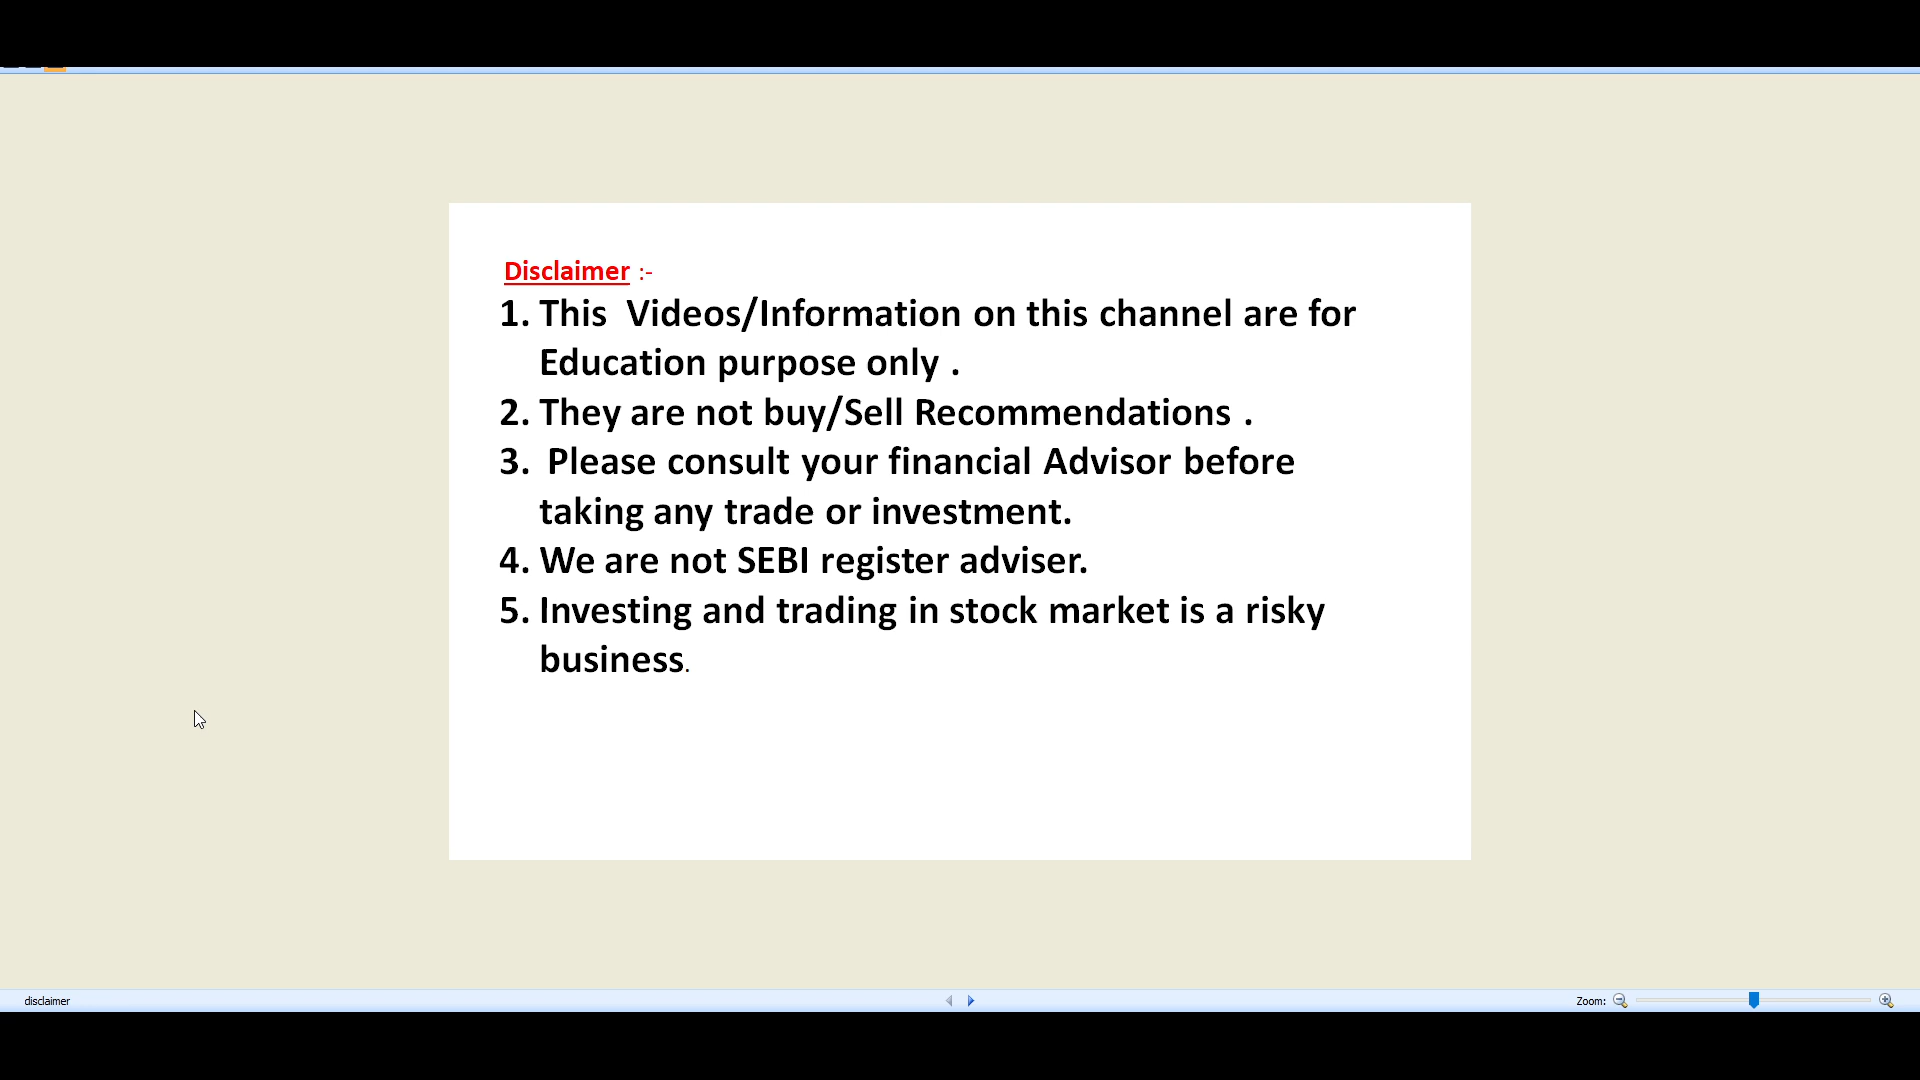 Disclaimer :-
1. This  Videos/Information on this channel are for
Education purpose only .
2. They are not buy/Sell Recommendations .
3.  Please consult your financial Advisor before
taking any trade or investment.
4. We are not SEBI register adviser.
5. Investing and trading in stock market is a risky
business.
disclaimer
Zoom: